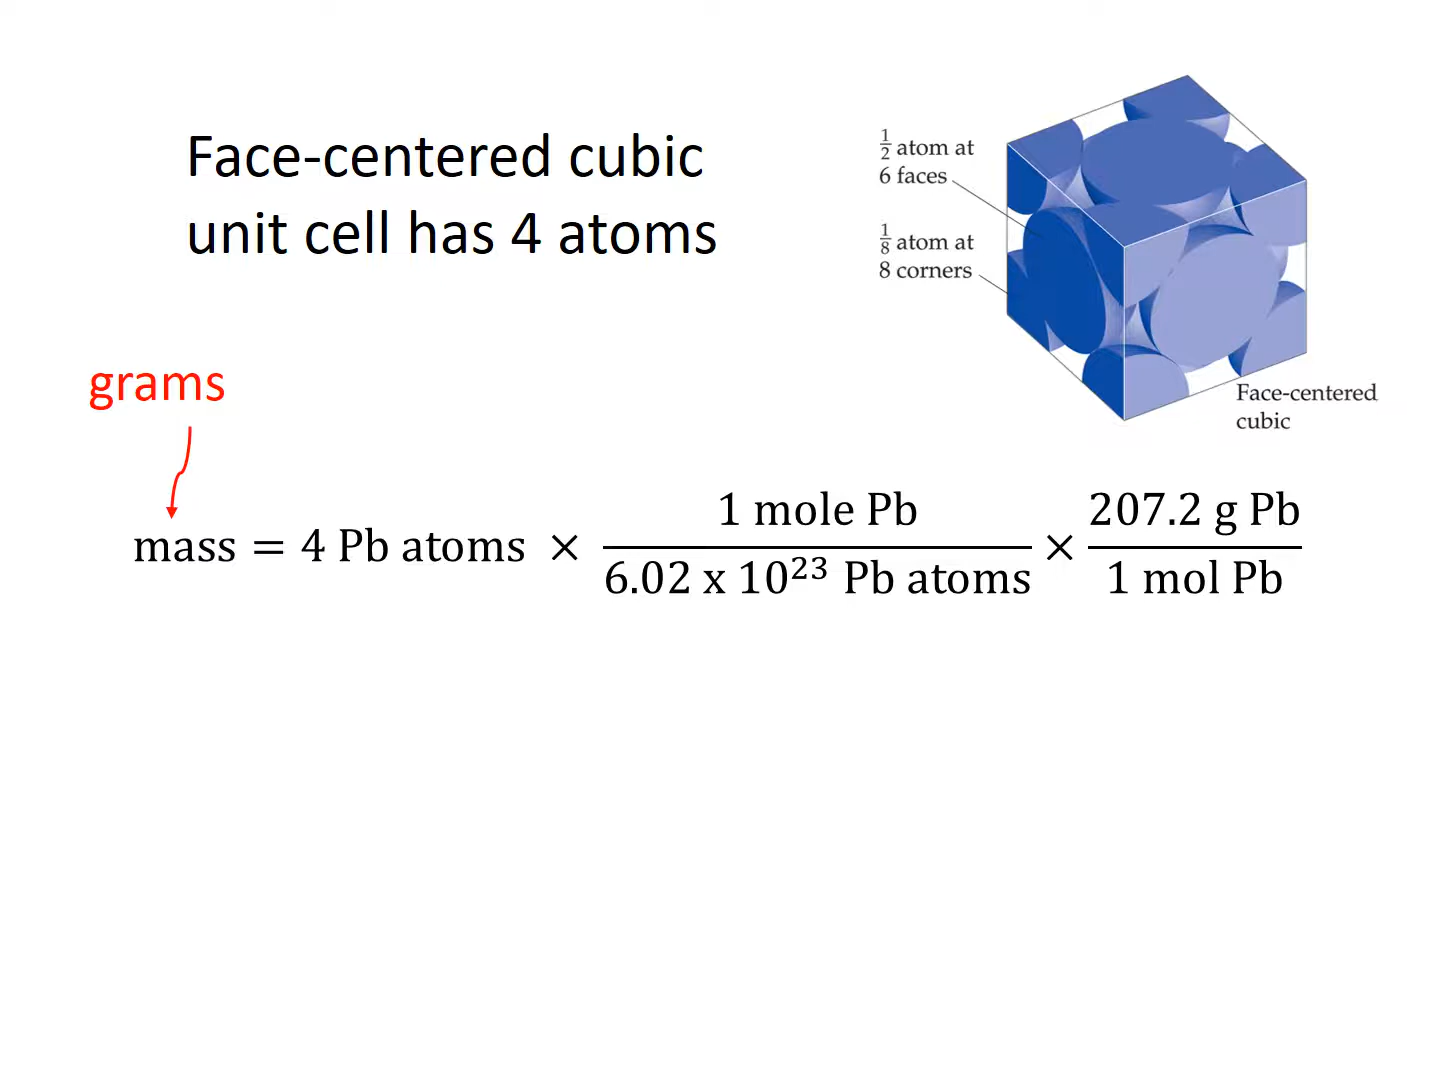 Face-centered cubic
unit cell has 4 atoms
1/2 atom at
6 faces
1/8 atom at
8 corners
Face-centered
cubic
grams
mass = 4 Pb atoms × 1 mole Pb / 6.02 x 10²³ Pb atoms × 207.2 g Pb / 1 mol Pb